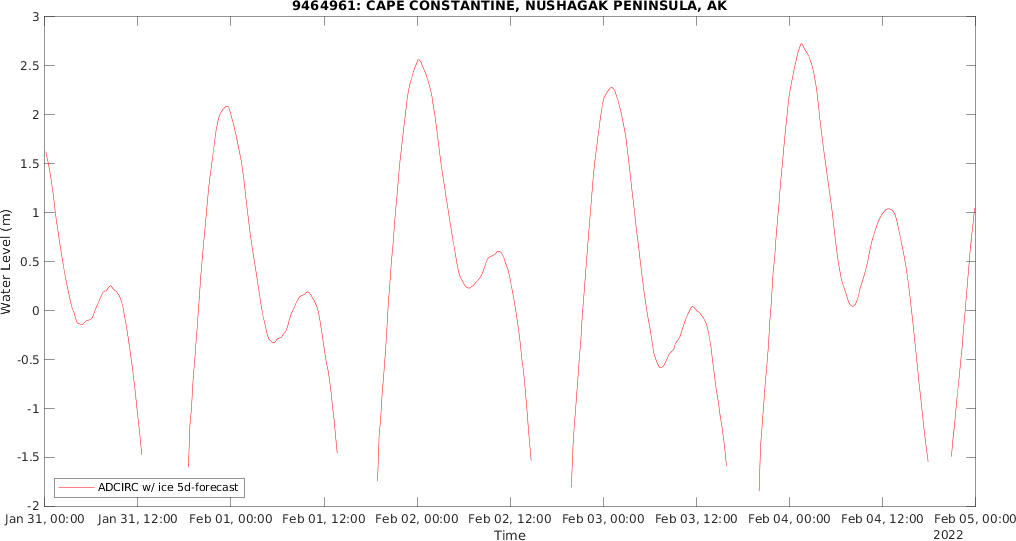 9464961: CAPE CONSTANTINE, NUSHAGAK PENINSULA, AK
3
2.5
2
1.5
1
0.5
0
-0.5
-1
-1.5
-2
Water Level (m)
ADCIRC w/ ice 5d-forecast
Jan 31, 00:00 Jan 31, 12:00 Feb 01, 00:00 Feb 01, 12:00 Feb 02, 00:00 Feb 02, 12:00 Feb 03, 00:00 Feb 03, 12:00 Feb 04, 00:00 Feb 04, 12:00 Feb 05, 00:00
Time
2022